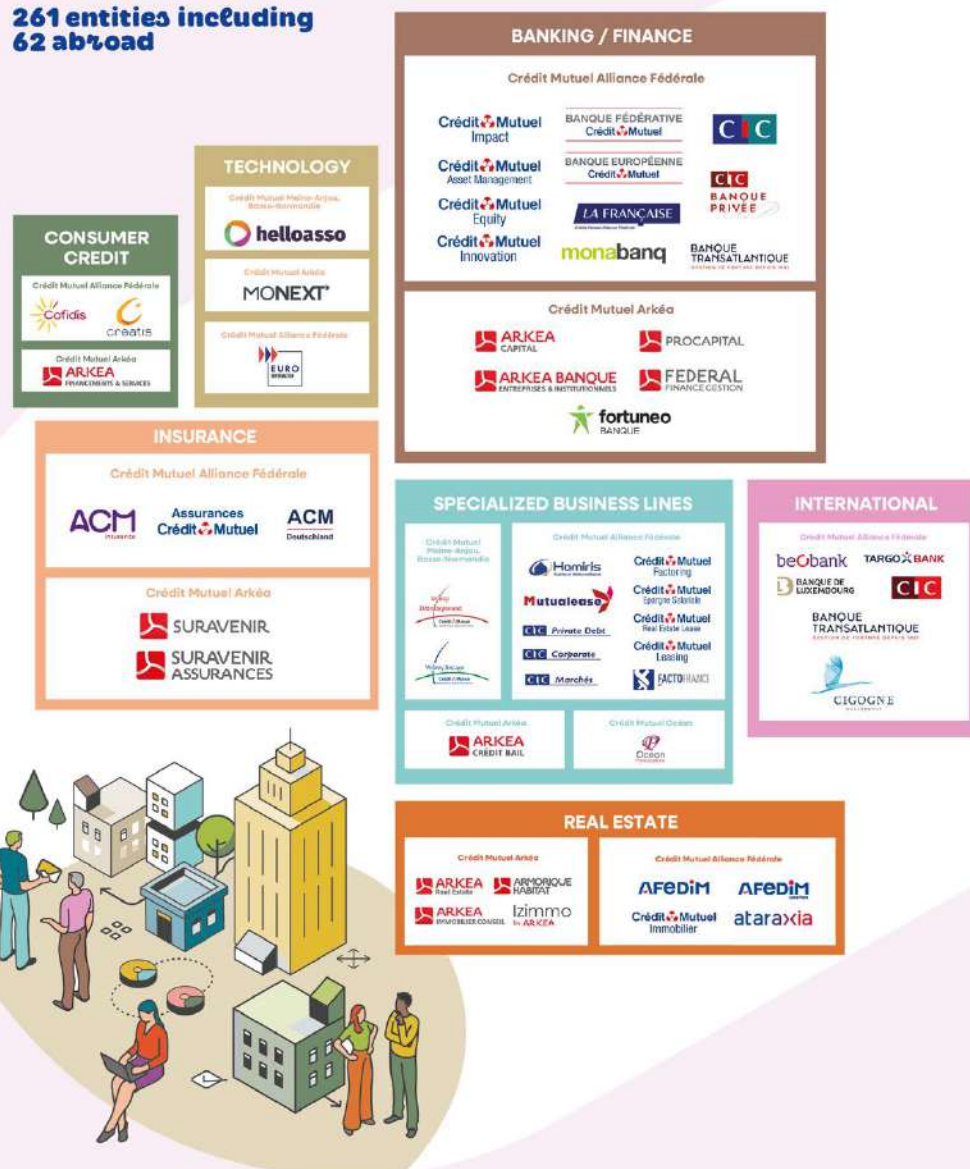 261 entities including
62 abroad
BANKING / FINANCE
Crédit Mutuel Alliance Fédérale
Crédit Mutuel
Impact
BANQUE FÉDÉRATIVE
Crédit Mutuel
CIC
Crédit Mutuel
Asset Management
BANQUE EUROPÉENNE
Crédit Mutuel
CIC
BANQUE
PRIVÉE
Crédit Mutuel
Equity
LA FRANÇAISE
Crédit Mutuel
Innovation
monabanq
BANQUE
TRANSATLANTIQUE
Crédit Mutuel Arkéa
ARKEA
CAPITAL
PROCAPITAL
ARKEA BANQUE
ENTREPRISES & INSTITUTIONNELS
FEDERAL
FINANCE GESTION
fortuneo
BANQUE
TECHNOLOGY
Crédit Mutuel Maine-Anjou,
Basse-Normandie
helloasso
Crédit Mutuel Arkéa
MONEXT
Crédit Mutuel Alliance Fédérale
EURO
CONSUMER
CREDIT
Crédit Mutuel Alliance Fédérale
Cofidis
creatis
Crédit Mutuel Arkéa
ARKEA
FINANCEMENTS & SERVICES
INSURANCE
Crédit Mutuel Alliance Fédérale
ACM
insurance
Assurances
Crédit Mutuel
ACM
Deutschland
Crédit Mutuel Arkéa
SURAVENIR
SURAVENIR
ASSURANCES
SPECIALIZED BUSINESS LINES
Crédit Mutuel
Maine-Anjou,
Basse-Normandie
Crédit Mutuel Alliance Fédérale
Homiris
Crédit Mutuel
Factoring
Mutualease
Crédit Mutuel
Epargne Salariale
CIC Private Debt
Crédit Mutuel
Real Estate Lease
CIC Corporate
Crédit Mutuel
Leasing
CIC Marchés
FACTOFRANCE
Crédit Mutuel Arkéa
ARKEA
CRÉDIT BAIL
Crédit Mutuel Océan
Ocean
INTERNATIONAL
Crédit Mutuel Alliance Fédérale
beobank
TARGO BANK
BANQUE DE
LUXEMBOURG
CIC
BANQUE
TRANSATLANTIQUE
CIGOGNE
REAL ESTATE
Crédit Mutuel Arkéa
ARKEA
Real Estate
ARMORIQUE
HABITAT
ARKEA
IMMOBILIER CONSEIL
Izimmo
by ARKEA
Crédit Mutuel Alliance Fédérale
AFEDIM
AFEDIM
Crédit Mutuel
Immobilier
ataraxia